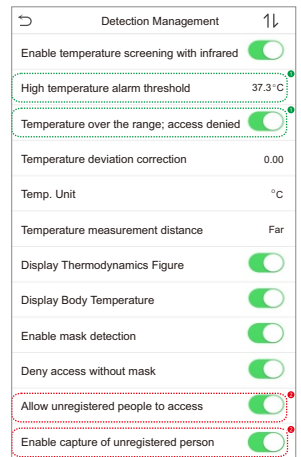 Detection Management
Enable temperature screening with infrared
High temperature alarm threshold 37.3°C
Temperature over the range; access denied
Temperature deviation correction 0.00
Temp. Unit °C
Temperature measurement distance Far
Display Thermodynamics Figure
Display Body Temperature
Enable mask detection
Deny access without mask
Allow unregistered people to access
Enable capture of unregistered person